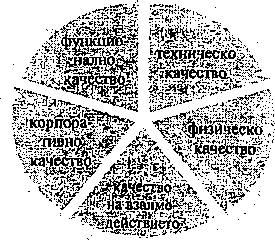 функцио-
нално
качество
техническо
качество
физическо
качество
качество
на взаимо-
действието
корпора-
тивно
качество